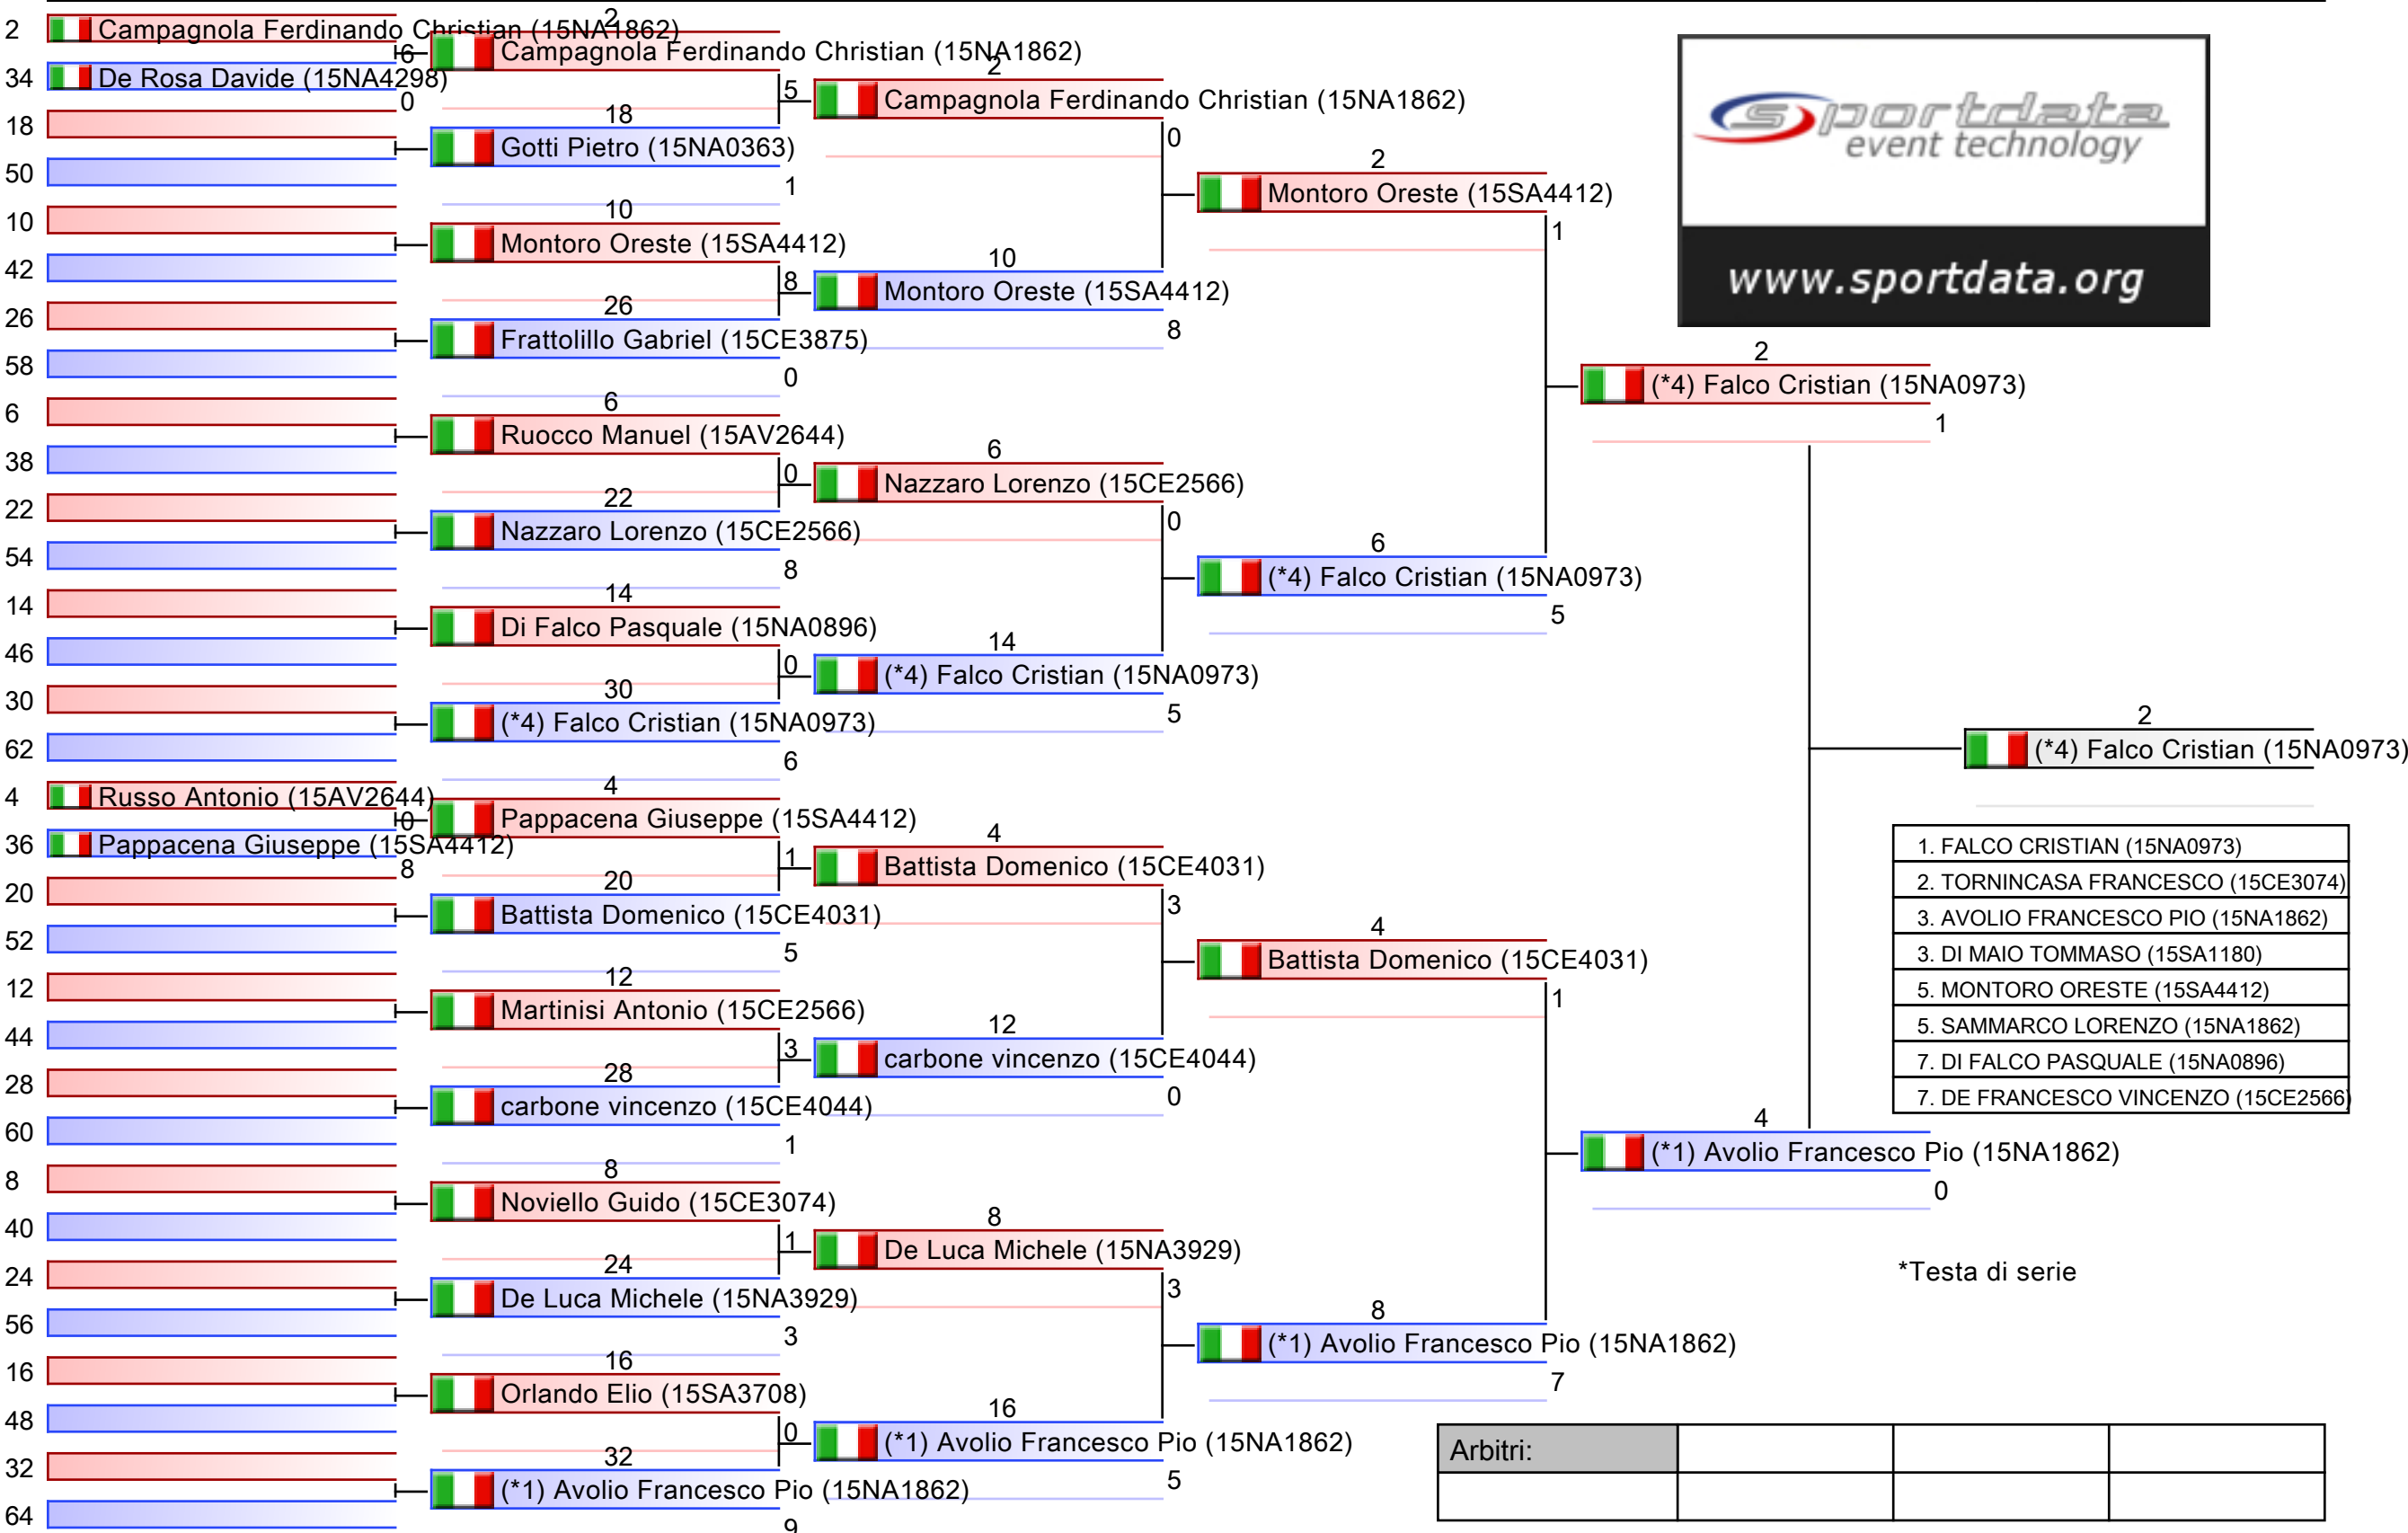 2 Campagnola Ferdinando Christian (15NA1862)
6
34 De Rosa Davide (15NA4298)
0
18
50
10
42
26
58
6
38
22
54
14
46
30
62
4 Russo Antonio (15AV2644)
0
36 Pappacena Giuseppe (15SA4412)
8
20
52
12
44
28
60
8
40
24
56
16
48
32
64
2
Campagnola Ferdinando Christian (15NA1862)
5
18
Gotti Pietro (15NA0363)
1
10
Montoro Oreste (15SA4412)
8
26
Frattolillo Gabriel (15CE3875)
0
6
Ruocco Manuel (15AV2644)
0
22
Nazzaro Lorenzo (15CE2566)
8
14
Di Falco Pasquale (15NA0896)
0
30
(*4) Falco Cristian (15NA0973)
6
4
Pappacena Giuseppe (15SA4412)
1
20
Battista Domenico (15CE4031)
5
12
Martinisi Antonio (15CE2566)
3
28
carbone vincenzo (15CE4044)
1
8
Noviello Guido (15CE3074)
1
24
De Luca Michele (15NA3929)
3
16
Orlando Elio (15SA3708)
0
32
(*1) Avolio Francesco Pio (15NA1862)
9
2
Campagnola Ferdinando Christian (15NA1862)
0
10
Montoro Oreste (15SA4412)
8
6
Nazzaro Lorenzo (15CE2566)
0
14
(*4) Falco Cristian (15NA0973)
5
4
Battista Domenico (15CE4031)
3
12
carbone vincenzo (15CE4044)
0
8
De Luca Michele (15NA3929)
3
16
(*1) Avolio Francesco Pio (15NA1862)
5
2
Montoro Oreste (15SA4412)
1
6
(*4) Falco Cristian (15NA0973)
5
4
Battista Domenico (15CE4031)
1
8
(*1) Avolio Francesco Pio (15NA1862)
7
2
(*4) Falco Cristian (15NA0973)
1
4
(*1) Avolio Francesco Pio (15NA1862)
0
2
(*4) Falco Cristian (15NA0973)
sportdata
event technology
www.sportdata.org
1. FALCO CRISTIAN (15NA0973)
2. TORNINCASA FRANCESCO (15CE3074)
3. AVOLIO FRANCESCO PIO (15NA1862)
3. DI MAIO TOMMASO (15SA1180)
5. MONTORO ORESTE (15SA4412)
5. SAMMARCO LORENZO (15NA1862)
7. DI FALCO PASQUALE (15NA0896)
7. DE FRANCESCO VINCENZO (15CE2566)
*Testa di serie
Arbitri: